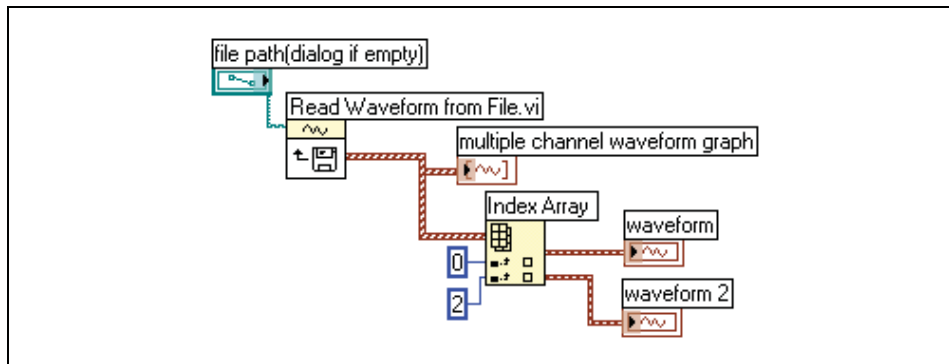 file path(dialog if empty)
Read Waveform from File.vi
multiple channel waveform graph
Index Array
waveform
0
2
waveform 2